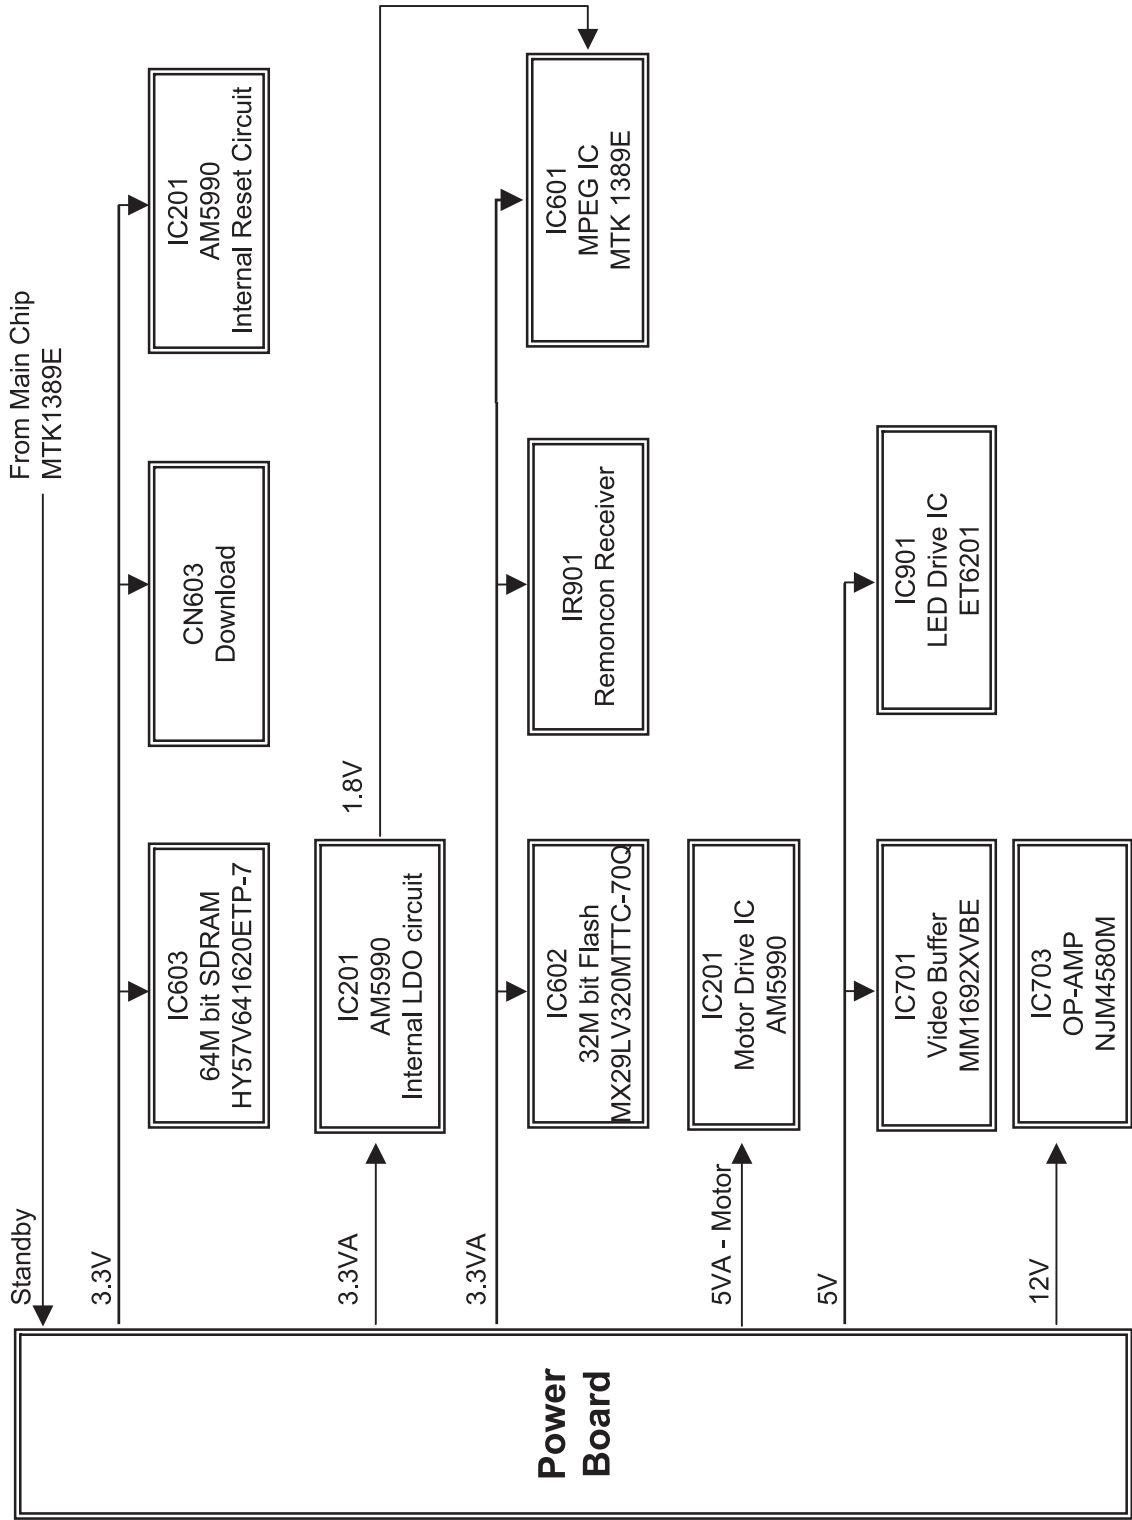 From Main Chip
MTK1389E
Standby
3.3V
IC603
64M bit SDRAM
HY57V641620ETP-7
CN603
Download
IC201
AM5990
Internal Reset Circuit
3.3VA
IC201
AM5990
Internal LDO circuit
1.8V
3.3VA
IC602
32M bit Flash
MX29LV320MTTC-70Q
IR901
Remoncon Receiver
IC601
MPEG IC
MTK 1389E
5VA - Motor
IC201
Motor Drive IC
AM5990
5V
IC701
Video Buffer
MM1692XVBE
IC901
LED Drive IC
ET6201
12V
IC703
OP-AMP
NJM4580M
Power
Board